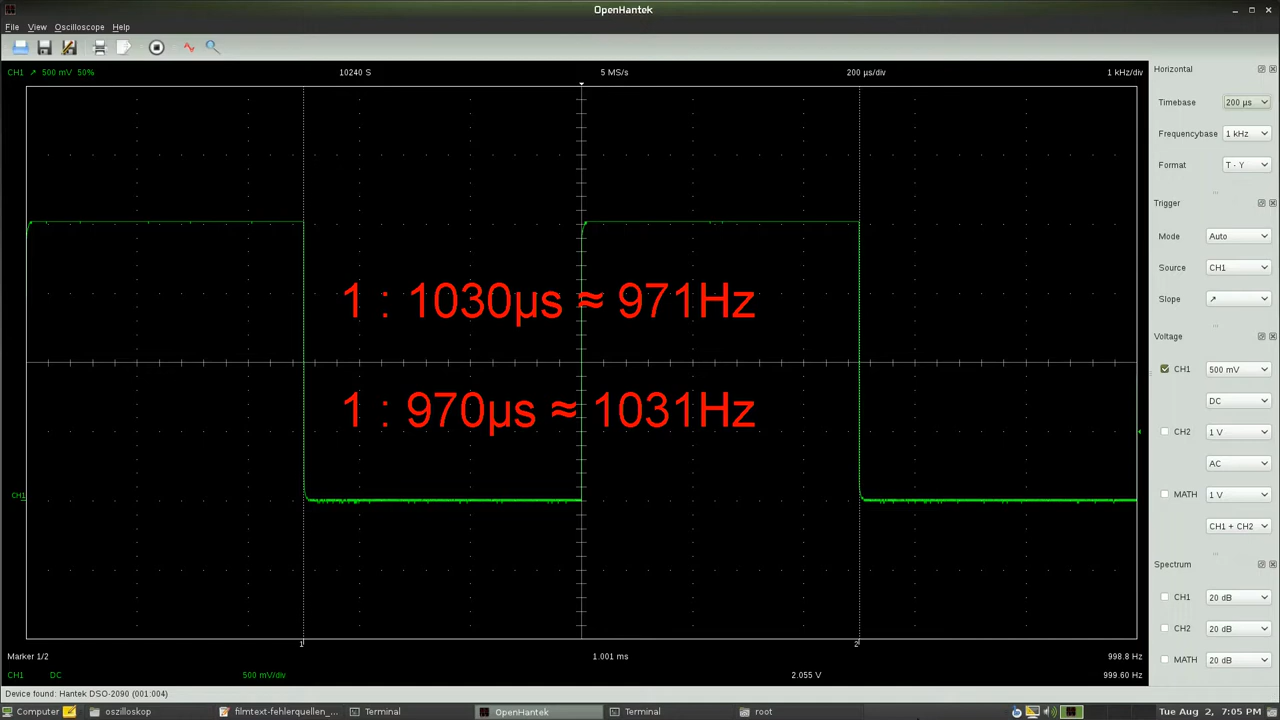 OpenHantek
File View Oscilloscope Help
CH1 ↗ 500 mV 50% 10240 S 5 MS/s 200 µs/div 1 kHz/div
Horizontal
Timebase 200 µs
Frequencybase 1 kHz
Format T - Y
Trigger
Mode Auto
Source CH1
Slope ↗
Voltage
CH1 500 mV
DC
CH2 1 V
AC
MATH 1 V
CH1 + CH2
Spectrum
CH1 20 dB
CH2 20 dB
MATH 20 dB
1 : 1030µs ≈ 971Hz
1 : 970µs ≈ 1031Hz
CH1
1 2
Marker 1/2 1.001 ms 998.8 Hz
CH1 DC 500 mV/div 2.055 V 999.60 Hz
Device found: Hantek DSO-2090 (001:004)
Computer oszilloskop filmtext-fehlerquellen_... Terminal OpenHantek Terminal root Tue Aug 2, 7:05 PM